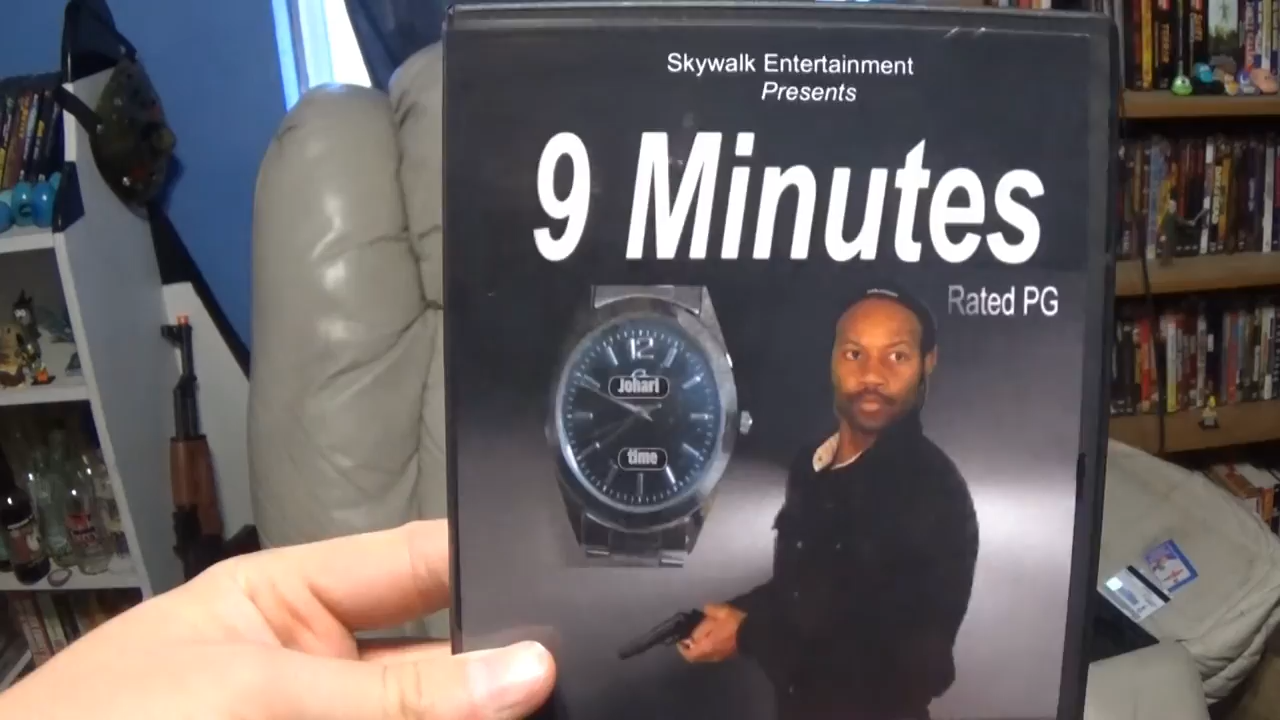 Skywalk Entertainment
Presents
9 Minutes
Rated PG
12
Johari
time